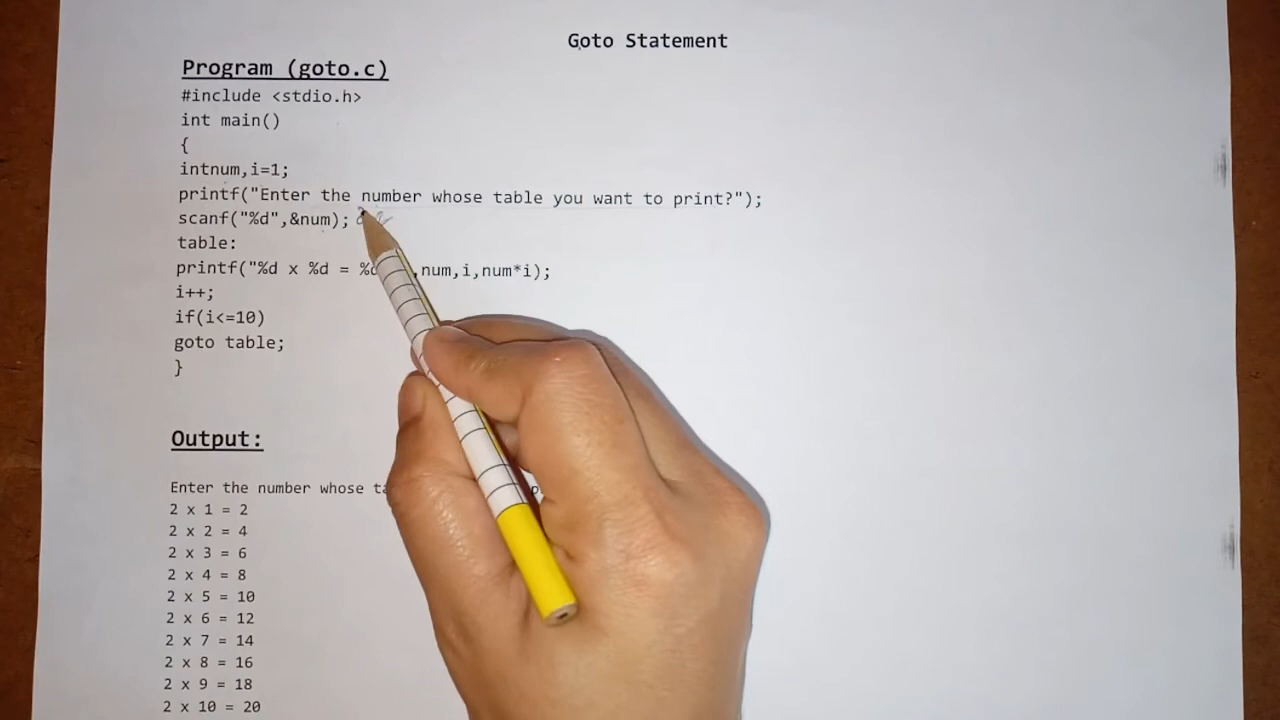 Goto Statement
Program (goto.c)
#include <stdio.h>
int main()
{
intnum,i=1;
printf("Enter the number whose table you want to print?");
scanf("%d",&num);
table:
printf("%d x %d = ,num,i,num*i);
i++;
if(i<=10)
goto table;
}
Output:
Enter the number whose
2 x 1 = 2
2 x 2 = 4
2 x 3 = 6
2 x 4 = 8
2 x 5 = 10
2 x 6 = 12
2 x 7 = 14
2 x 8 = 16
2 x 9 = 18
2 x 10 = 20